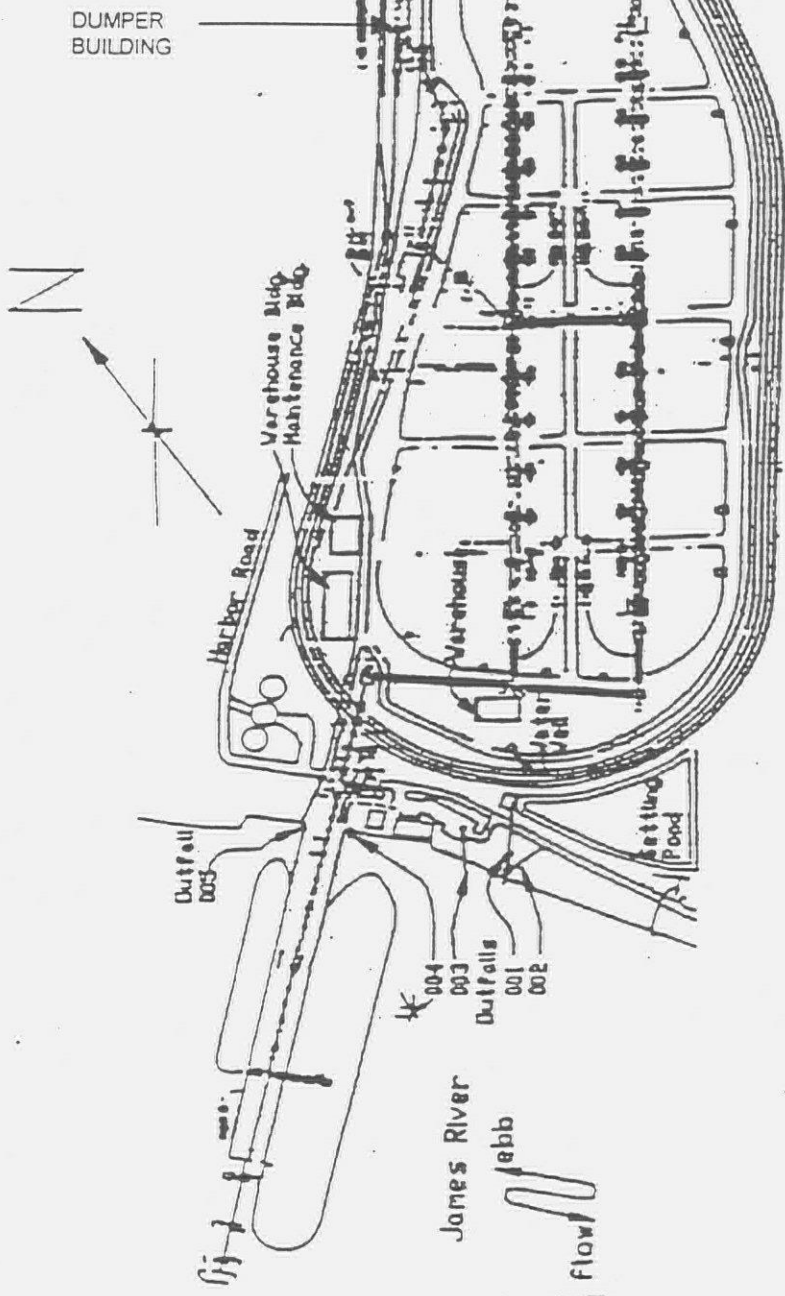 DUMPER
BUILDING
N
Warehouse Bldg.
Maintenance Bldg.
Harbor Road
Warehouse
Water
Settling
Pond
Outfall
005
004
003
Outfalls
001
002
James River
ebb
flow